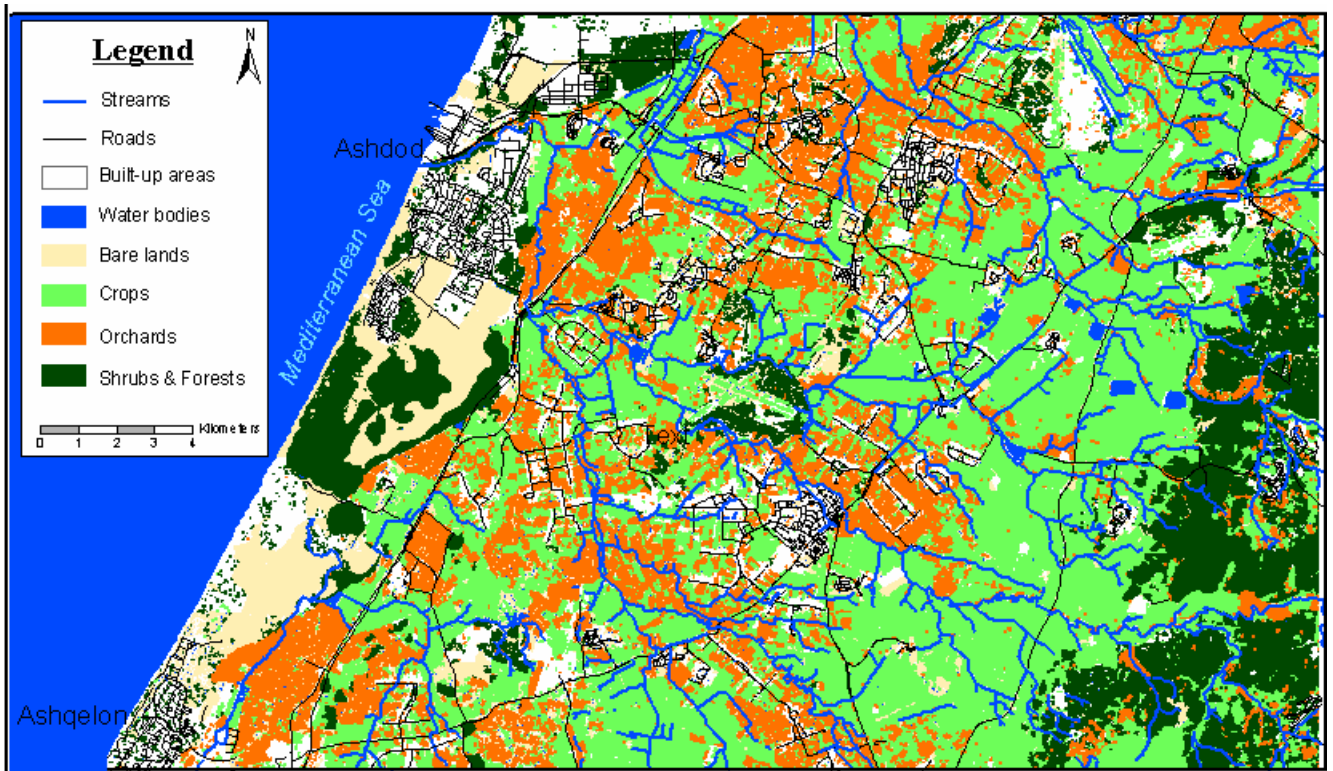 Legend
N
Streams
Roads
Built-up areas
Water bodies
Bare lands
Crops
Orchards
Shrubs & Forests
Kilometers
0 1 2 3 4
Ashdod
Mediterranean Sea
Text
Ashqelon